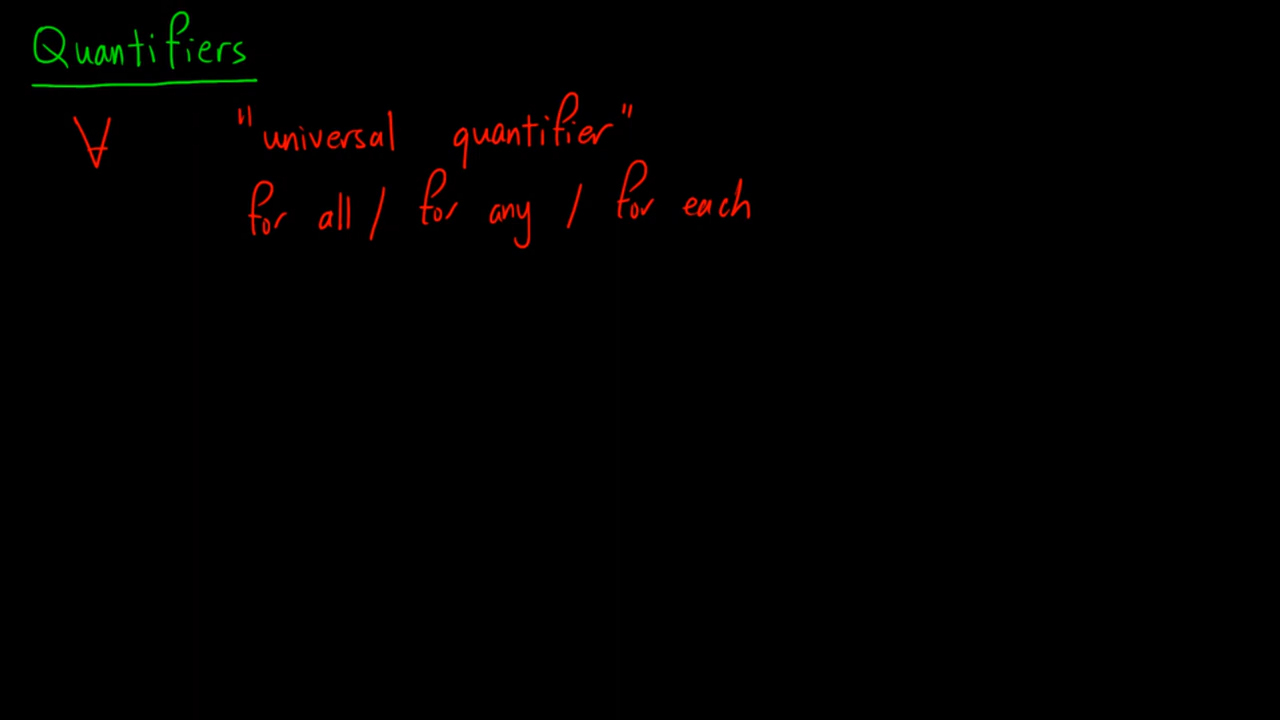 Quantifiers
∀ "universal quantifier"
for all / for any / for each